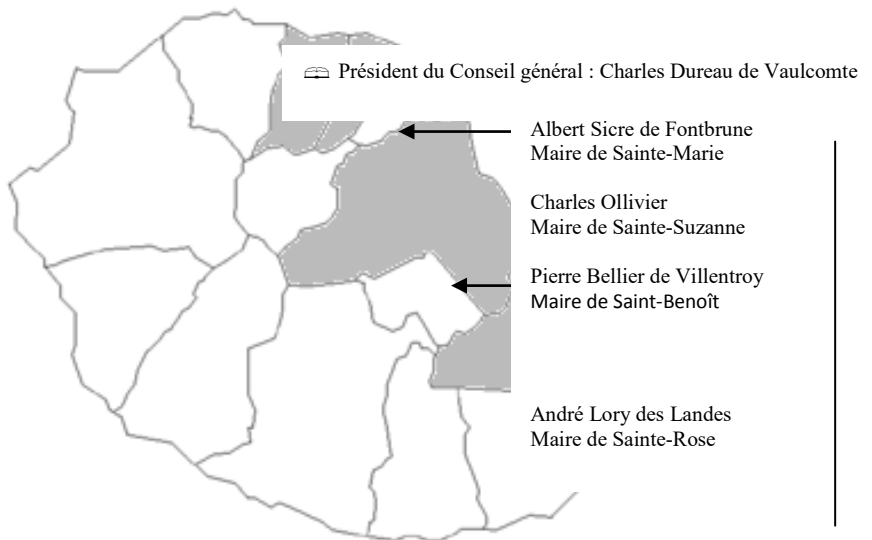 🕮 Président du Conseil général : Charles Dureau de Vaulcomte
Albert Sicre de Fontbrune
Maire de Sainte-Marie
Charles Ollivier
Maire de Sainte-Suzanne
Pierre Bellier de Villentroy
Maire de Saint-Benoît
André Lory des Landes
Maire de Sainte-Rose